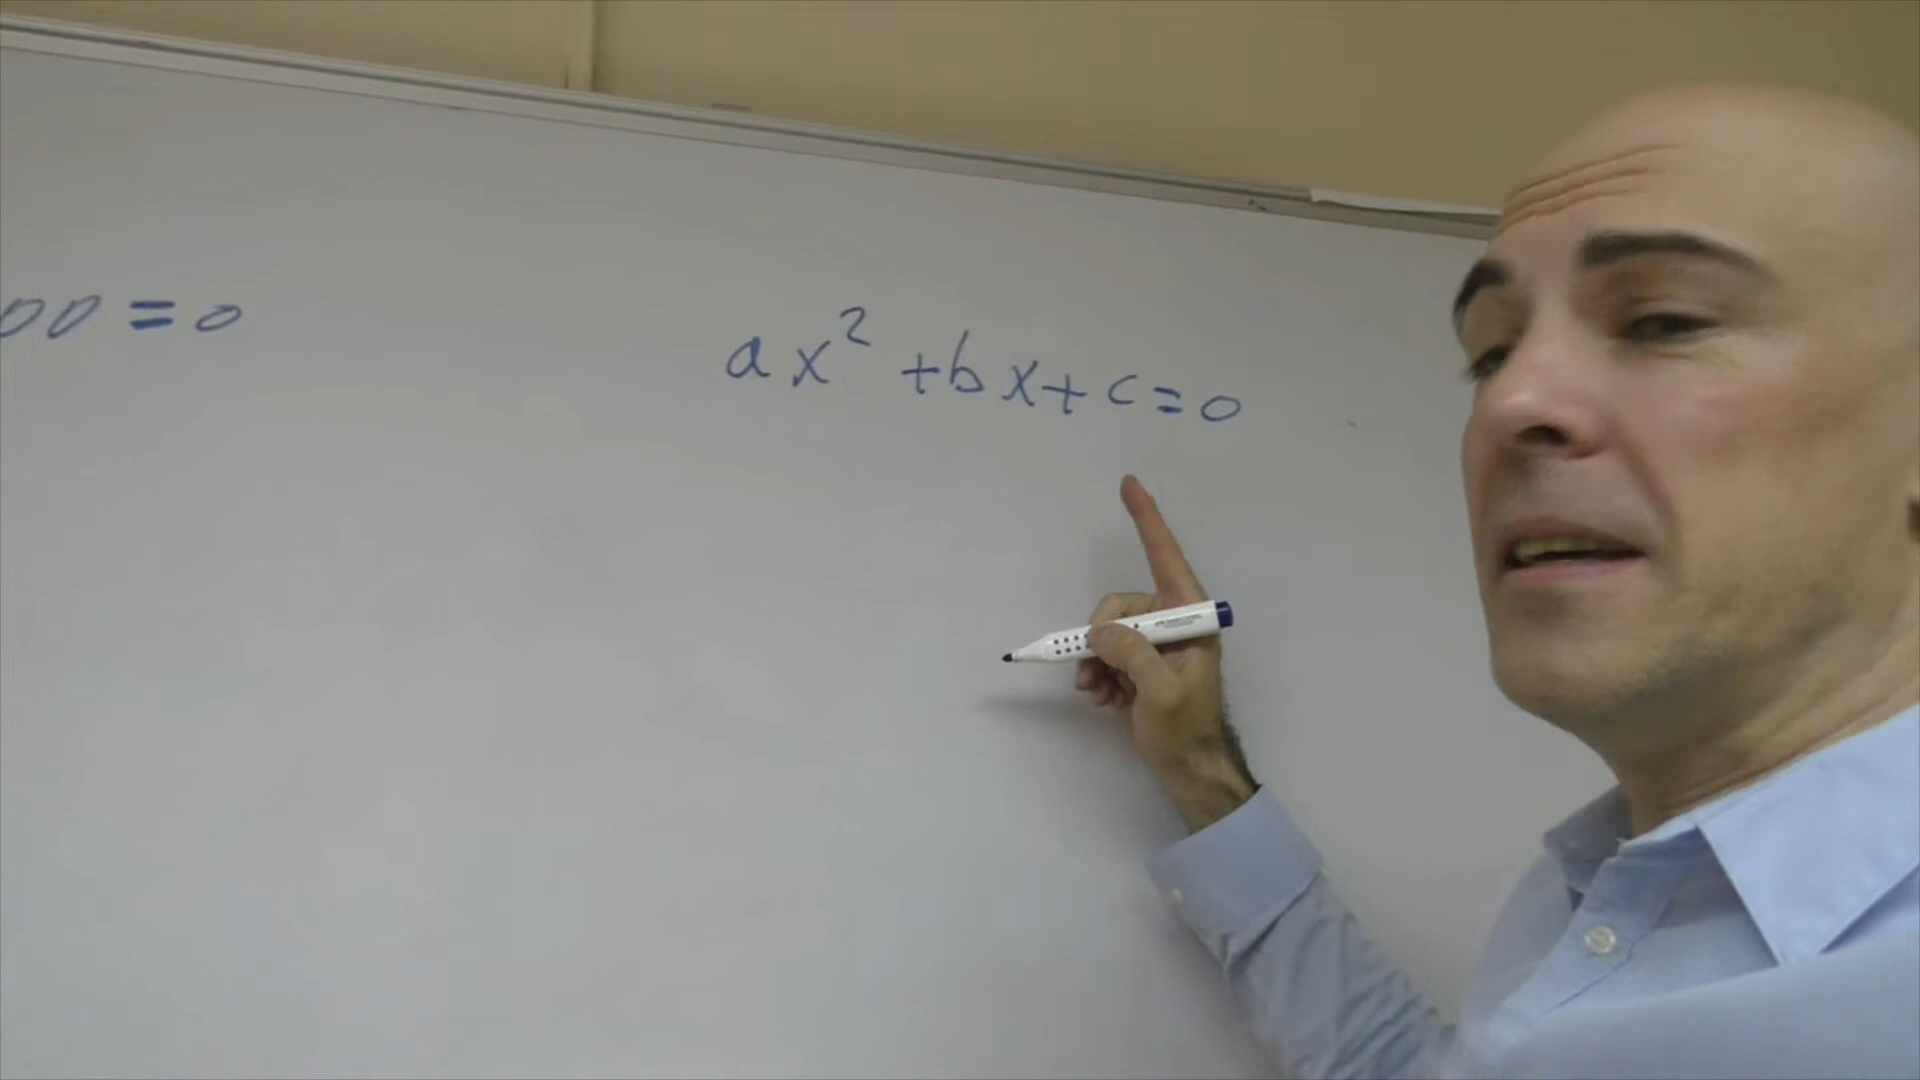 00 = 0
ax² + bx + c = 0